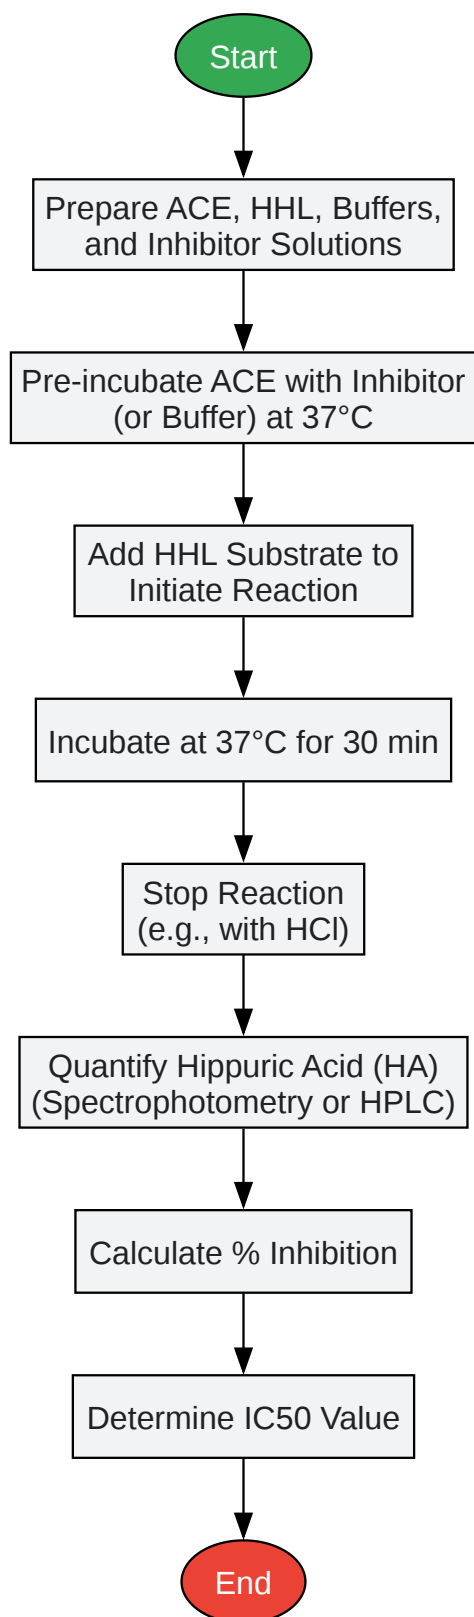 Start
Prepare ACE, HHL, Buffers,
and Inhibitor Solutions
Pre-incubate ACE with Inhibitor
(or Buffer) at 37°C
Add HHL Substrate to
Initiate Reaction
Incubate at 37°C for 30 min
Stop Reaction
(e.g., with HCl)
Quantify Hippuric Acid (HA)
(Spectrophotometry or HPLC)
Calculate % Inhibition
Determine IC50 Value
End